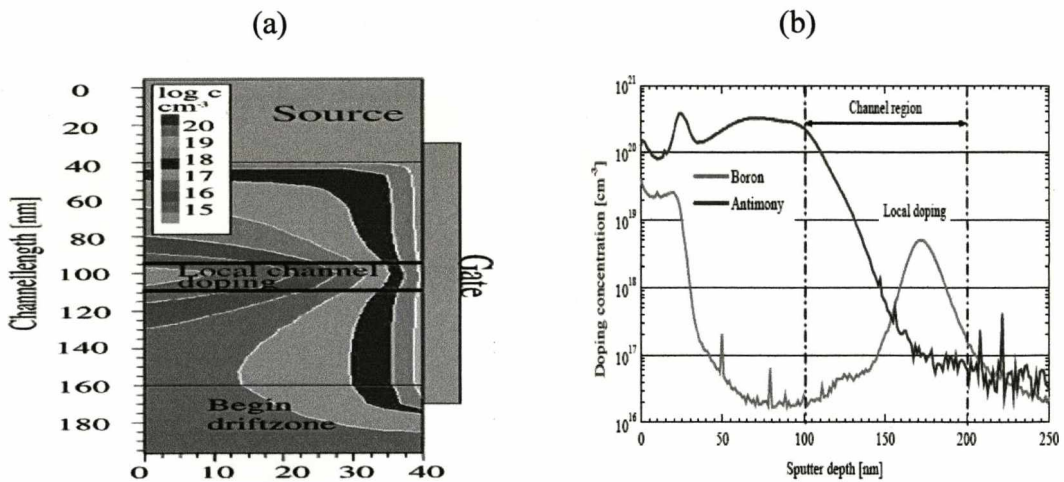 (a)
(b)
log c
cm-3
20
19
18
17
16
15
Source
Local channel
doping
Begin
driftzone
Gate
Channellength [nm]
0
20
40
60
80
100
120
140
160
180
0
10
20
30
40
10²¹
10²⁰
10¹⁹
10¹⁸
10¹⁷
10¹⁶
Doping concentration [cm⁻³]
Channel region
Boron
Antimony
Local doping
0
50
100
150
200
250
Sputter depth [nm]